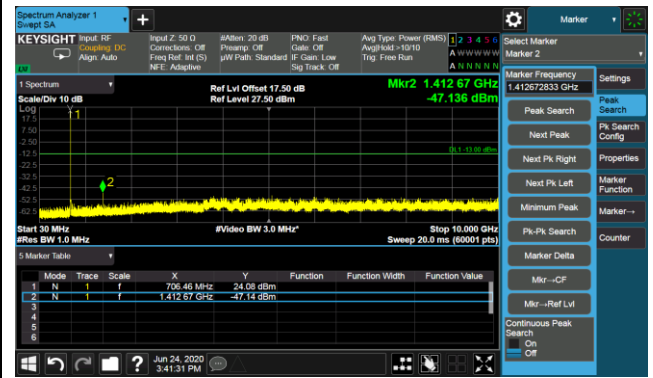 Spectrum Analyzer 1
Swept SA
Marker
KEYSIGHT
Input: RF
Coupling: DC
Align: Auto
Input Z: 50 Ω
Corrections: Off
Freq Ref: Int (S)
NFE: Adaptive
#Atten: 20 dB
Preamp: Off
µW Path: Standard
PNO: Fast
Gate: Off
IF Gain: Low
Sig Track: Off
Avg Type: Power (RMS)
Avg|Hold:>10/10
Trig: Free Run
1 2 3 4 5 6
A W W W W W
A N N N N N
Select Marker
Marker 2
LW
1 Spectrum
Scale/Div 10 dB
Log
Ref Lvl Offset 17.50 dB
Ref Level 27.50 dBm
Mkr2 1.412 67 GHz
-47.136 dBm
17.5
7.50
-2.50
-12.5
-22.5
-32.5
-42.5
-52.5
-62.5
1
2
DL1 -13.00 dBm
Start 30 MHz
#Res BW 1.0 MHz
#Video BW 3.0 MHz*
Stop 10.000 GHz
Sweep 20.0 ms (60001 pts)
5 Marker Table
Mode Trace Scale X Y Function Function Width Function Value
1 N 1 f 706.46 MHz 24.08 dBm
2 N 1 f 1.412 67 GHz -47.14 dBm
3
4
5
6
Marker Frequency
1.412672833 GHz
Peak Search
Next Peak
Next Pk Right
Next Pk Left
Minimum Peak
Pk-Pk Search
Marker Delta
Mkr→CF
Mkr→Ref Lvl
Continuous Peak
Search
On
Off
Settings
Peak
Search
Pk Search
Config
Properties
Marker
Function
Marker→
Counter
?
Jun 24, 2020
3:41:31 PM